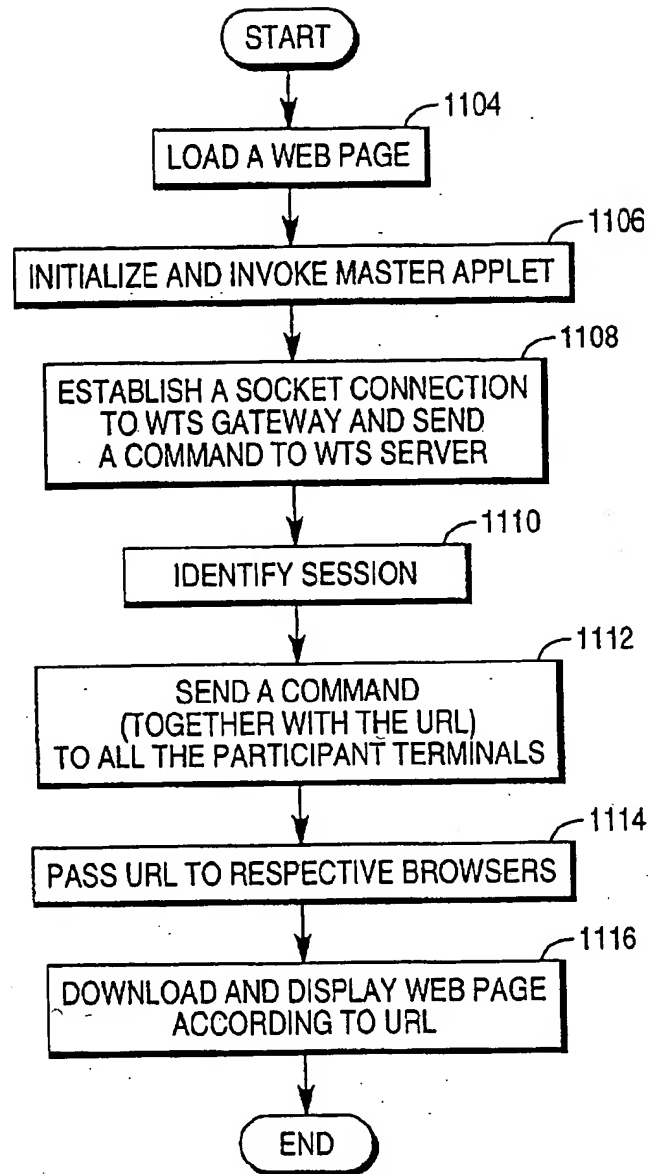 START
1104
LOAD A WEB PAGE
1106
INITIALIZE AND INVOKE MASTER APPLET
1108
ESTABLISH A SOCKET CONNECTION
TO WTS GATEWAY AND SEND
A COMMAND TO WTS SERVER
1110
IDENTIFY SESSION
1112
SEND A COMMAND
(TOGETHER WITH THE URL)
TO ALL THE PARTICIPANT TERMINALS
1114
PASS URL TO RESPECTIVE BROWSERS
1116
DOWNLOAD AND DISPLAY WEB PAGE
ACCORDING TO URL
END